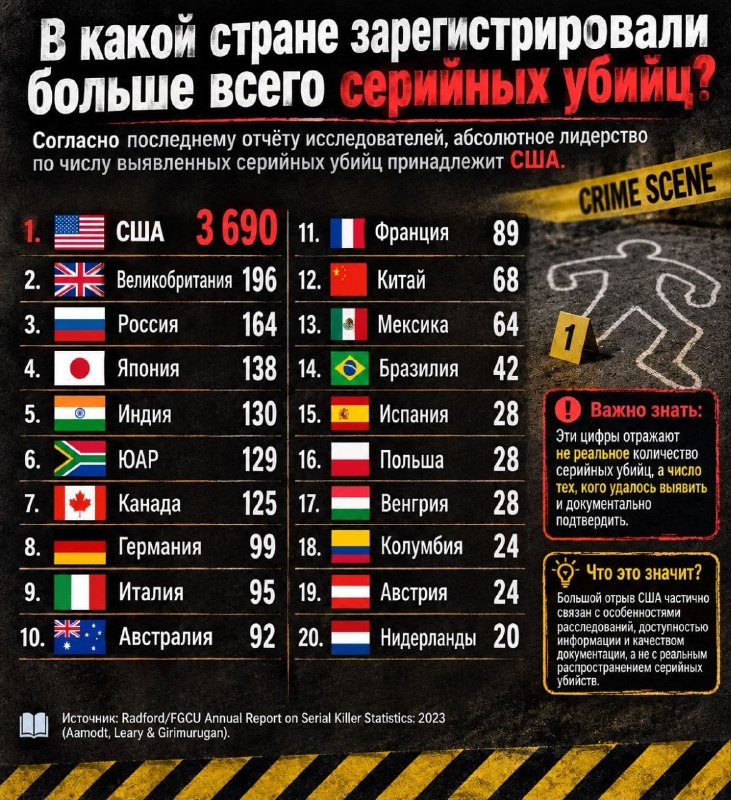 В какой стране зарегистрировали
больше всего серийных убийц?
Согласно последнему отчёту исследователей, абсолютное лидерство
по числу выявленных серийных убийц принадлежит США.
CRIME SCENE
1. США 3 690
2. Великобритания 196
3. Россия 164
4. Япония 138
5. Индия 130
6. ЮАР 129
7. Канада 125
8. Германия 99
9. Италия 95
10. Австралия 92
11. Франция 89
12. Китай 68
13. Мексика 64
14. Бразилия 42
15. Испания 28
16. Польша 28
17. Венгрия 28
18. Колумбия 24
19. Австрия 24
20. Нидерланды 20
1
! Важно знать:
Эти цифры отражают
не реальное количество
серийных убийц, а число
тех, кого удалось выявить
и документально
подтвердить.
Что это значит?
Большой отрыв США частично
связан с особенностями
расследований, доступностью
информации и качеством
документации, а не с реальным
распространением серийных
убийств.
Источник: Radford/FGCU Annual Report on Serial Killer Statistics: 2023
(Aamodt, Leary & Girimurugan).